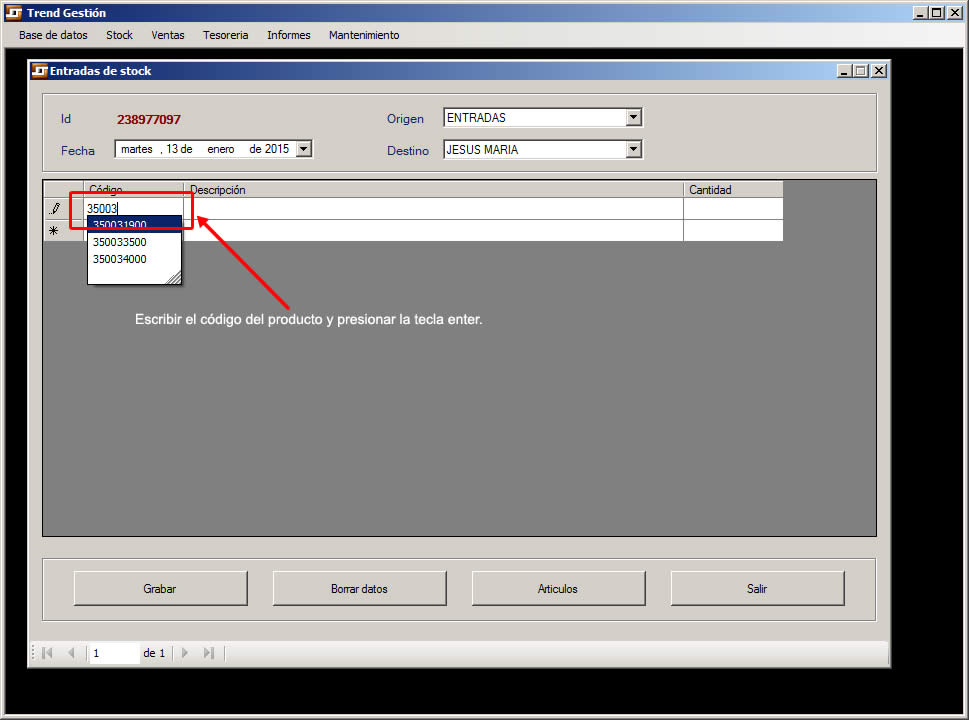 Trend Gestión
Base de datos Stock Ventas Tesoreria Informes Mantenimiento
Entradas de stock
Id 238977097 Origen ENTRADAS
Fecha martes , 13 de enero de 2015 Destino JESUS MARIA
Código Descripción Cantidad
35003
350031900
350033500
350034000
Escribir el código del producto y presionar la tecla enter.
Grabar Borrar datos Articulos Salir
1 de 1